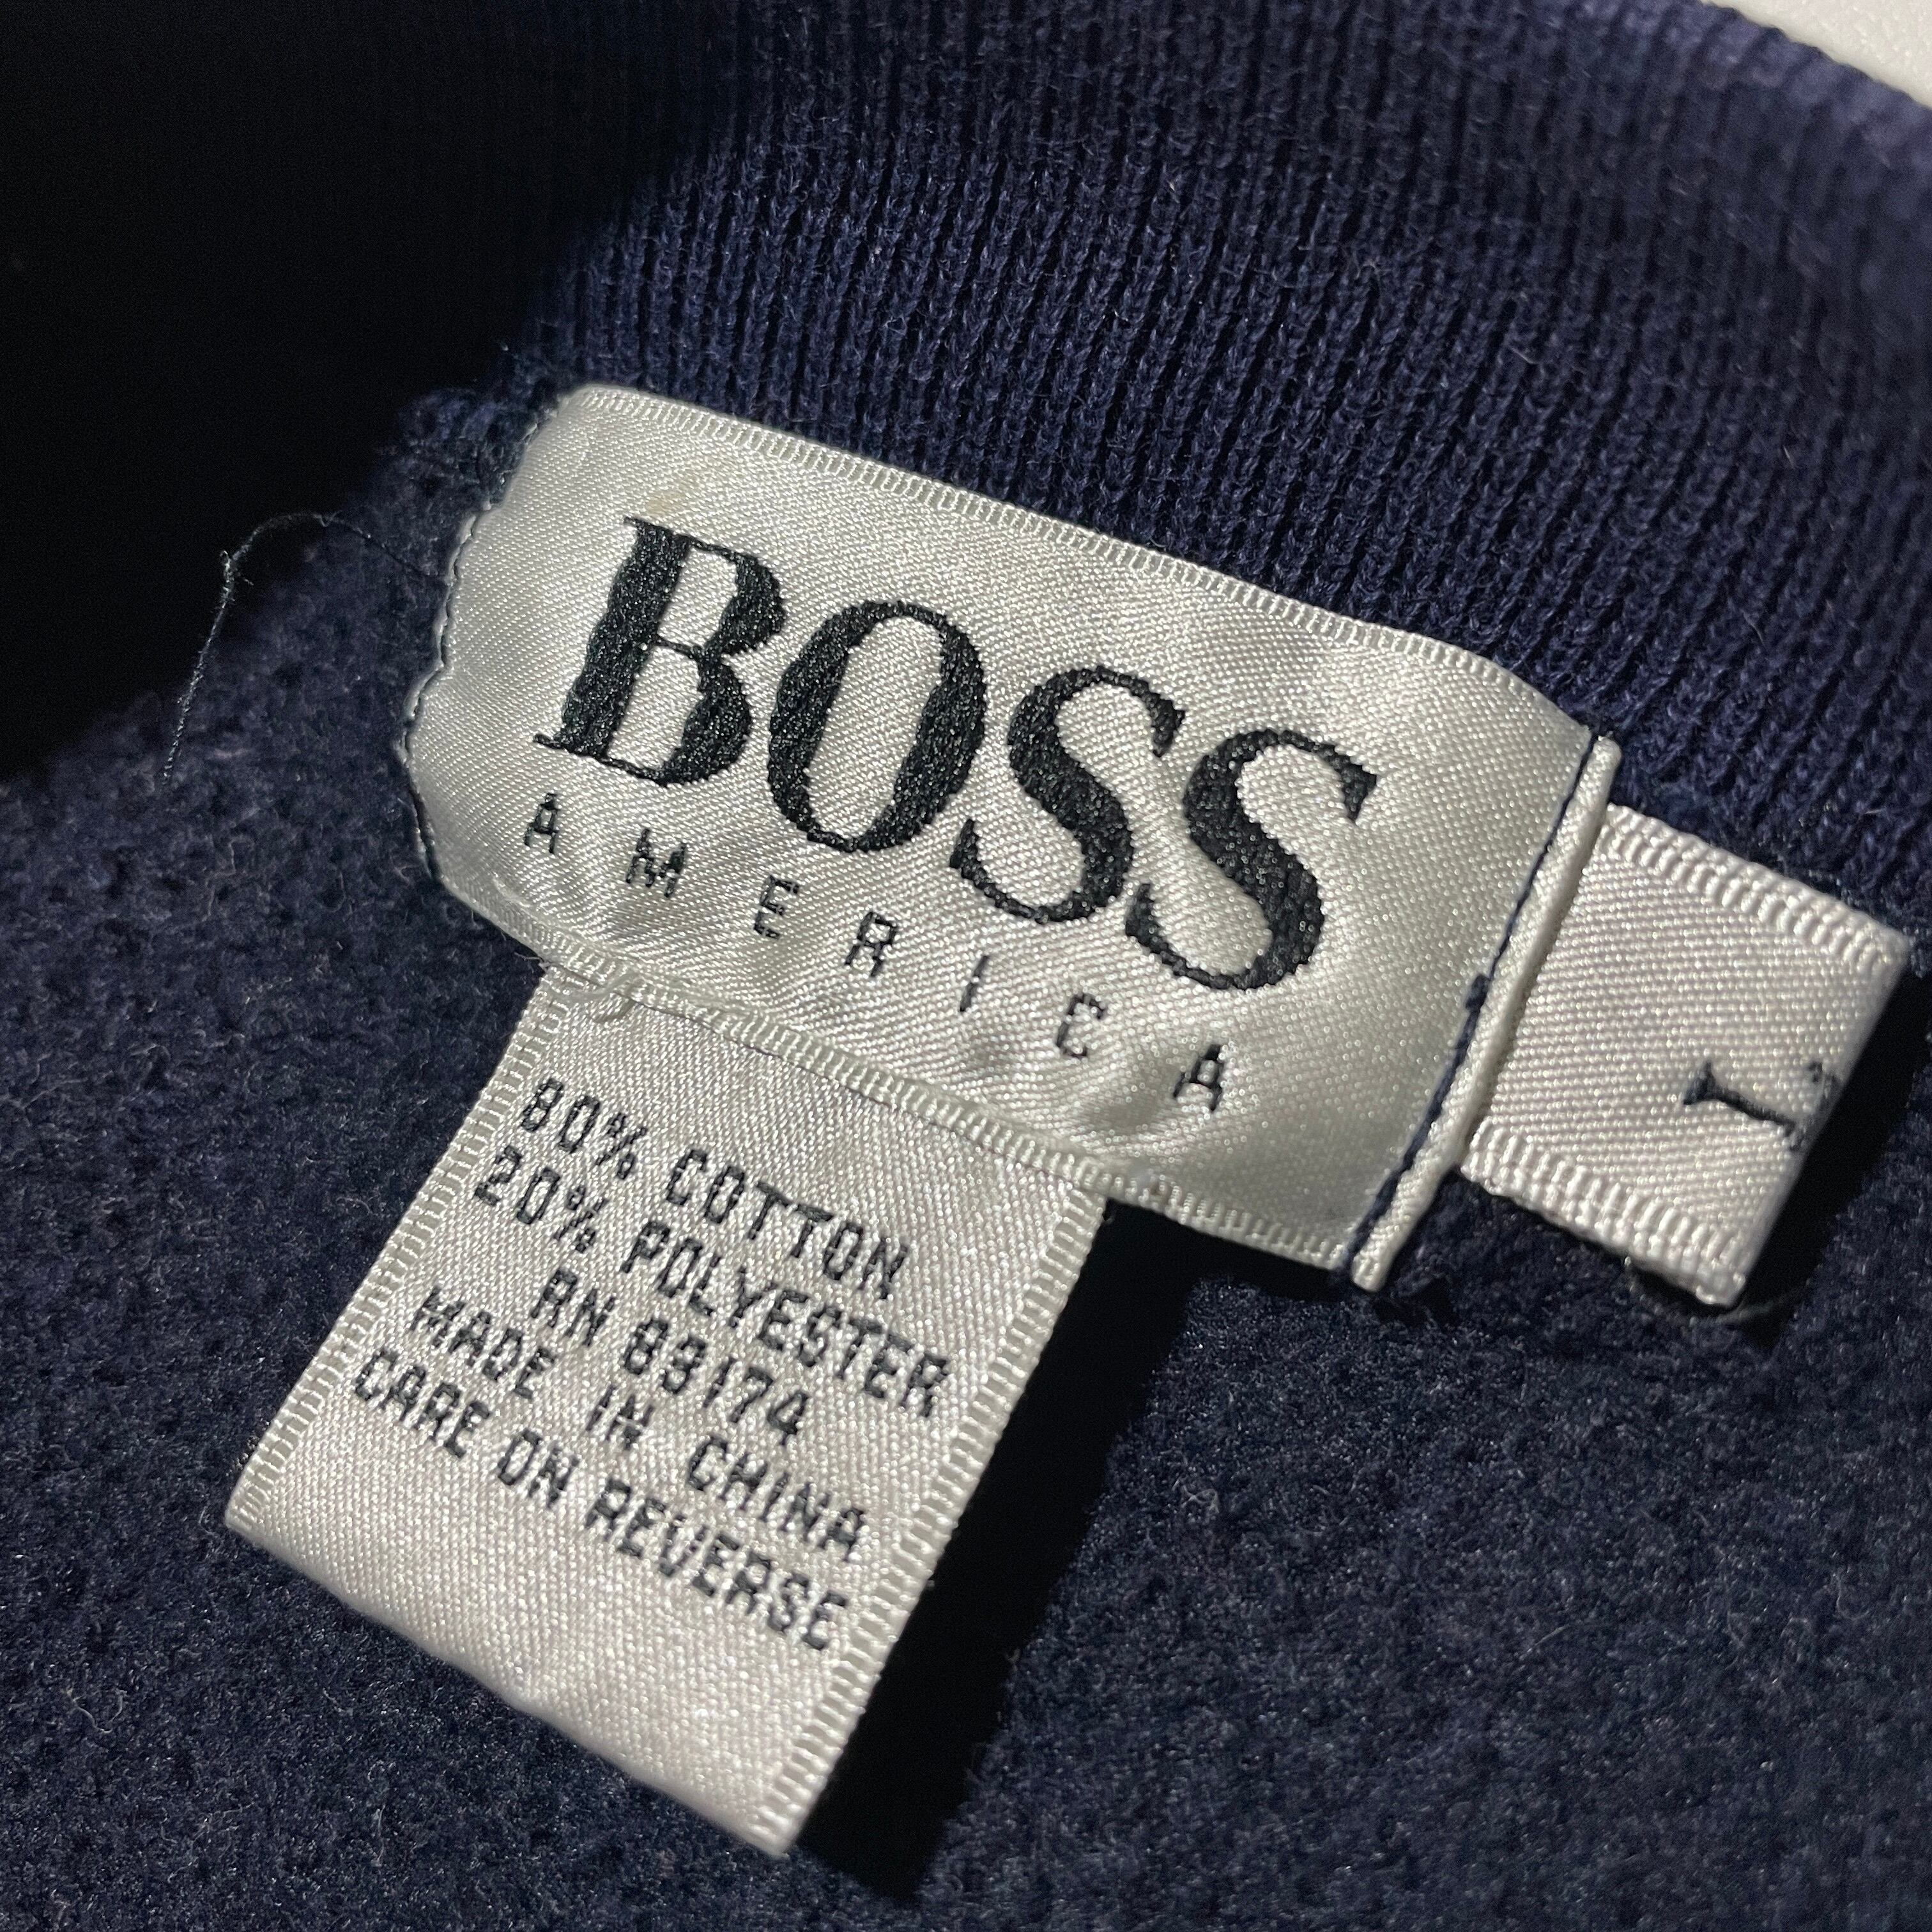 BOSS
AMERICA
L
80% COTTON
20% POLYESTER
RN 83174
MADE IN CHINA
CARE ON REVERSE